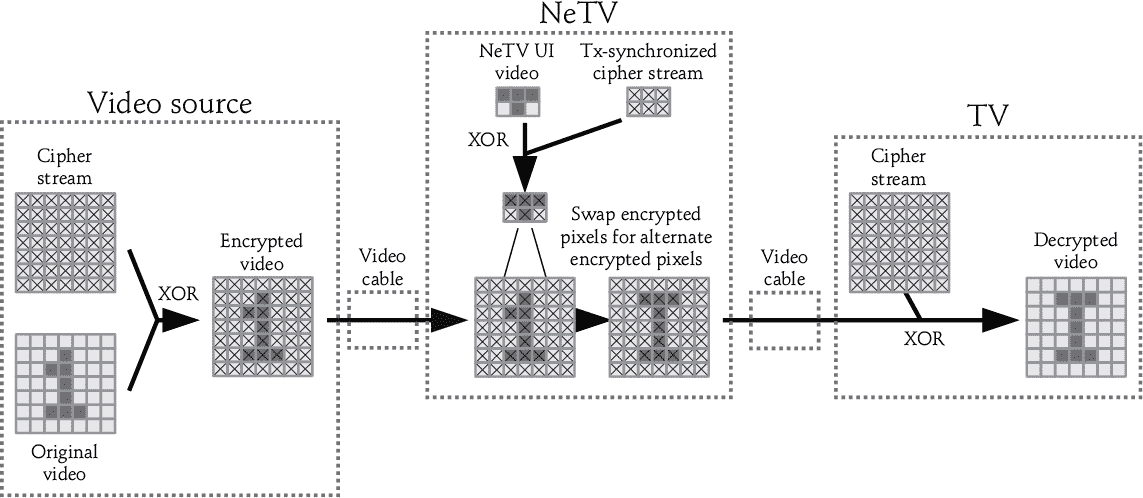 NeTV
NeTV UI
video
Tx-synchronized
cipher stream
XOR
Swap encrypted
pixels for alternate
encrypted pixels
Video source
Cipher
stream
XOR
Encrypted
video
Original
video
Video
cable
Video
cable
TV
Cipher
stream
XOR
Decrypted
video